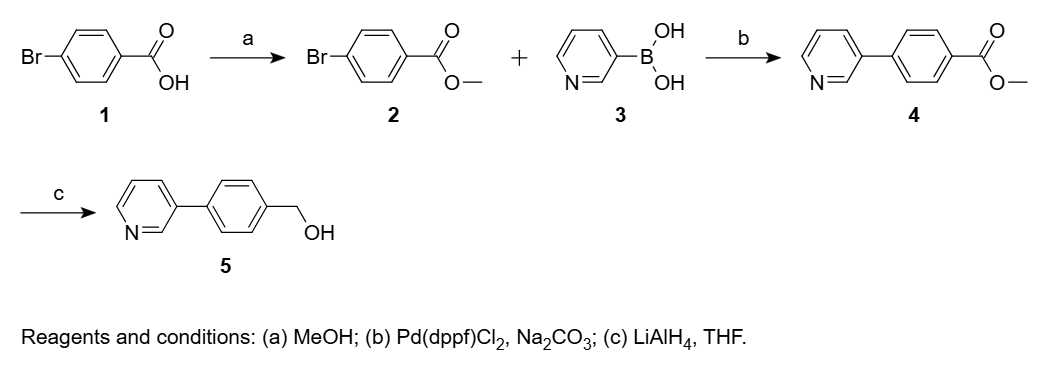 Br O OH a Br O O + N B OH OH b N O O
1 2 3 4
c N OH
5
Reagents and conditions: (a) MeOH; (b) Pd(dppf)Cl₂, Na₂CO₃; (c) LiAlH₄, THF.